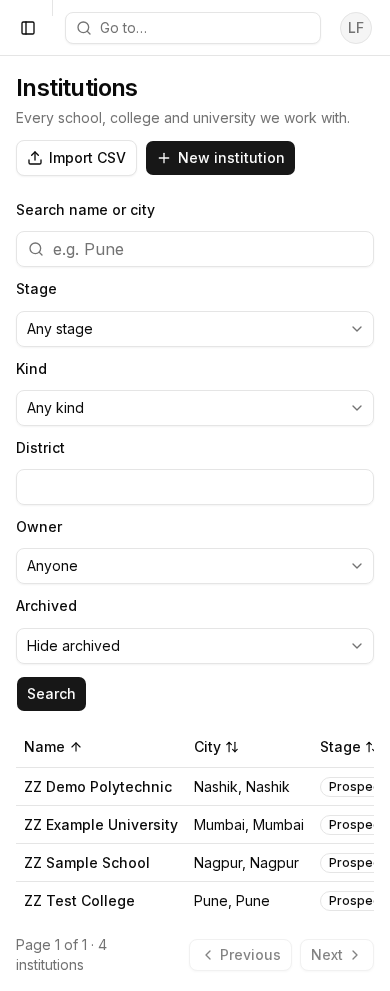 Go to...
LF
Institutions
Every school, college and university we work with.
Import CSV
New institution
Search name or city
e.g. Pune
Stage
Any stage
Kind
Any kind
District
Owner
Anyone
Archived
Hide archived
Search
Name City Stage
ZZ Demo Polytechnic Nashik, Nashik
ZZ Example University Mumbai, Mumbai
ZZ Sample School Nagpur, Nagpur
ZZ Test College Pune, Pune
Page 1 of 1 · 4
institutions
Previous
Next